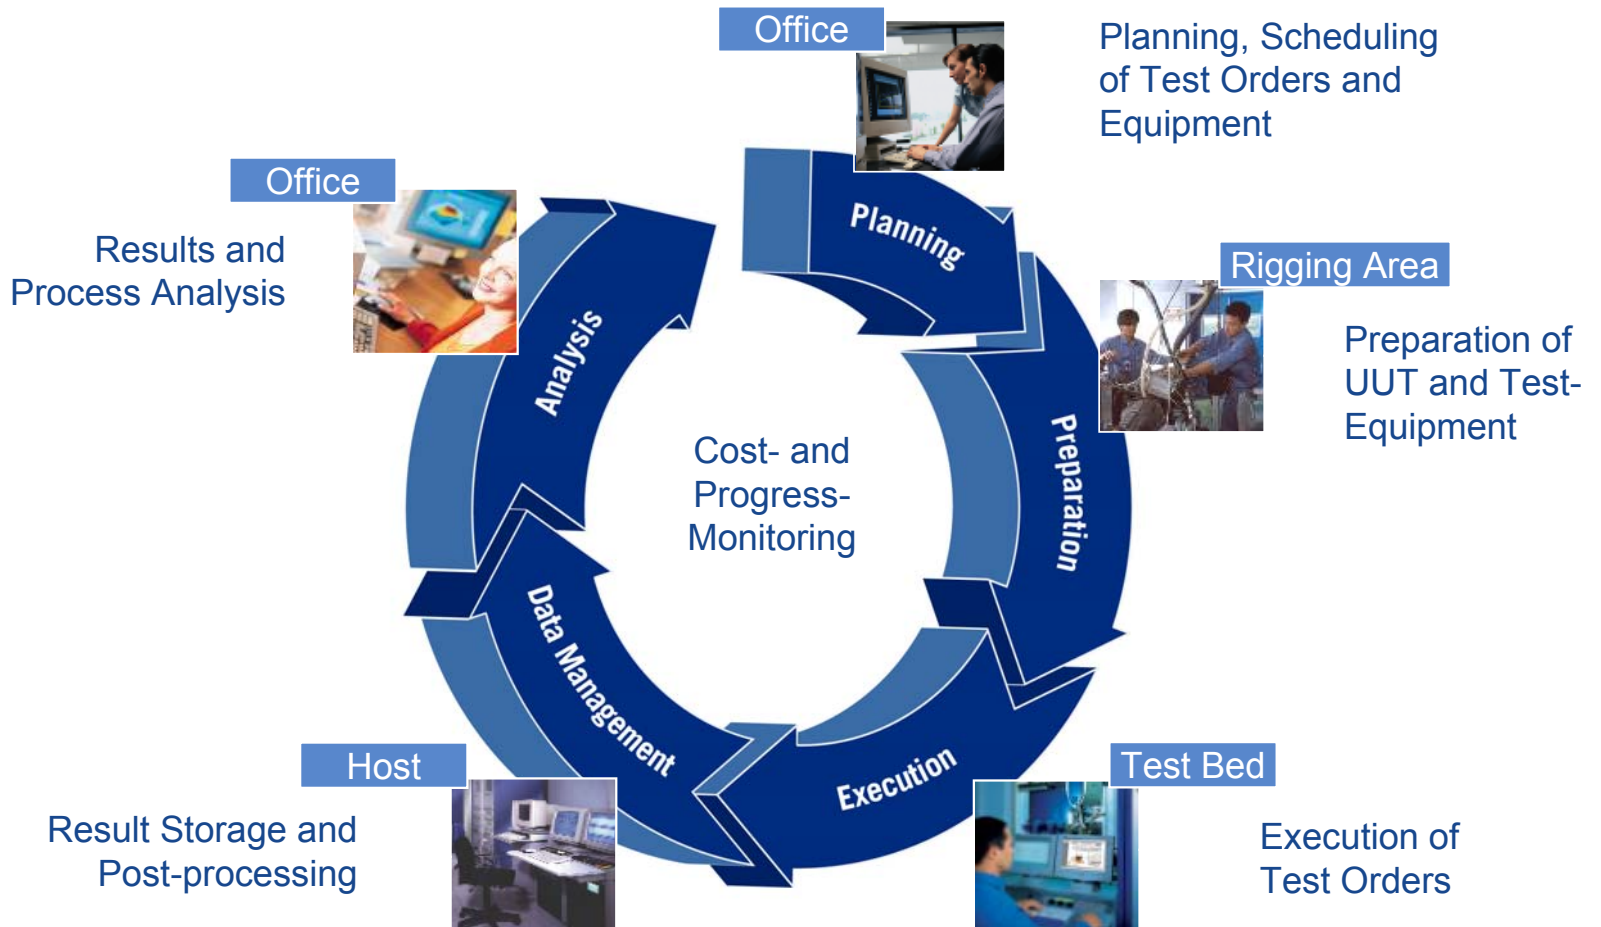 Office
Planning, Scheduling
of Test Orders and
Equipment
Planning
Rigging Area
Preparation of
UUT and Test-
Equipment
Preparation
Test Bed
Execution of
Test Orders
Execution
Host
Result Storage and
Post-processing
Data Management
Office
Results and
Process Analysis
Analysis
Cost- and
Progress-
Monitoring